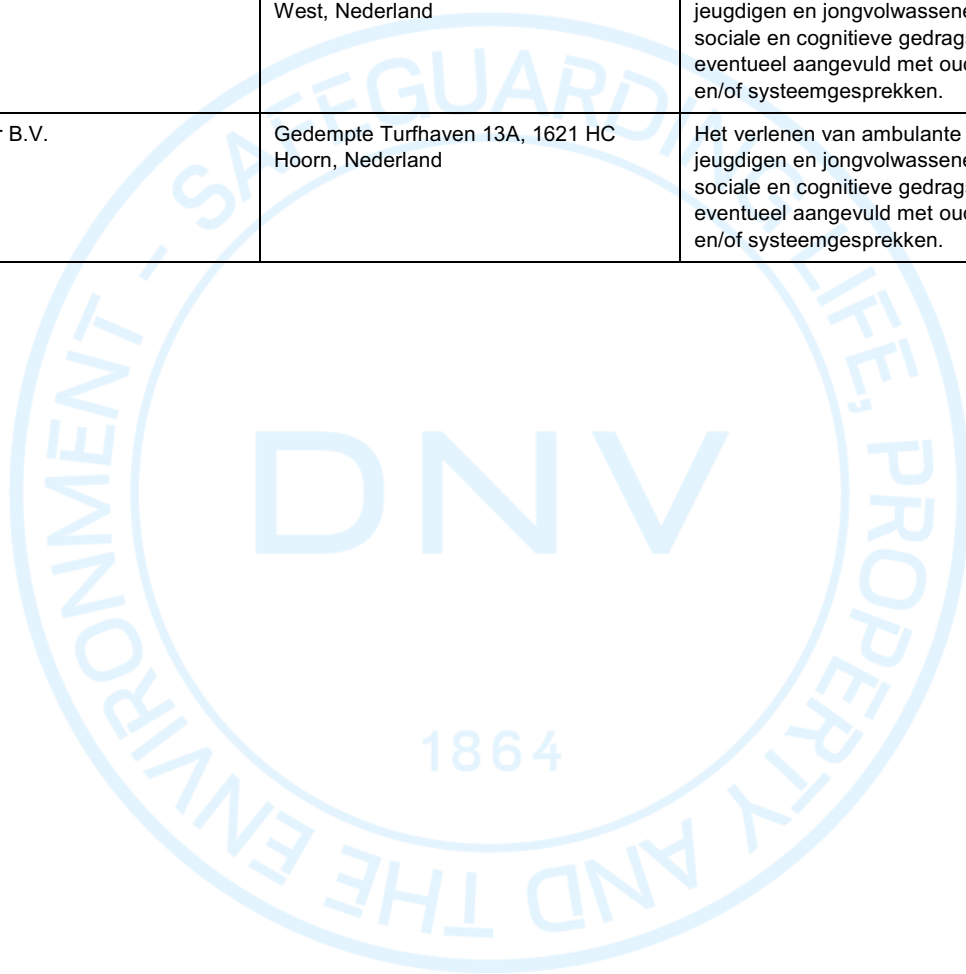 West, Nederland
jeugdigen en jongvolwassene
sociale en cognitieve gedrag
eventueel aangevuld met ou
en/of systeemgesprekken.
B.V.
Gedempte Turfhaven 13A, 1621 HC
Hoorn, Nederland
Het verlenen van ambulante
jeugdigen en jongvolwassene
sociale en cognitieve gedrag
eventueel aangevuld met ou
en/of systeemgesprekken.
SAFEGUARDING LIFE, PROPERTY AND THE ENVIRONMENT -
DNV
1864